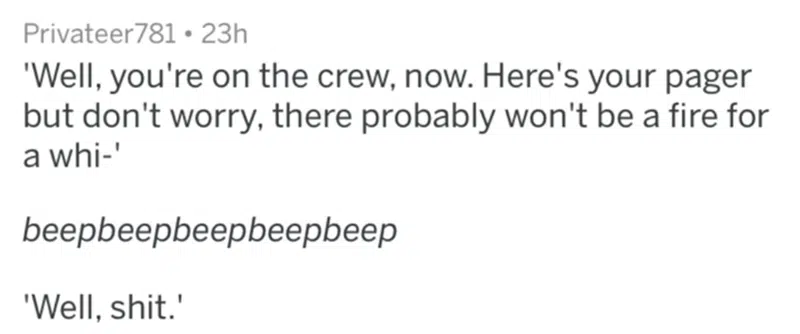 Privateer781 • 23h
'Well, you're on the crew, now. Here's your pager
but don't worry, there probably won't be a fire for
a whi-'
beepbeepbeepbeepbeep
'Well, shit.'